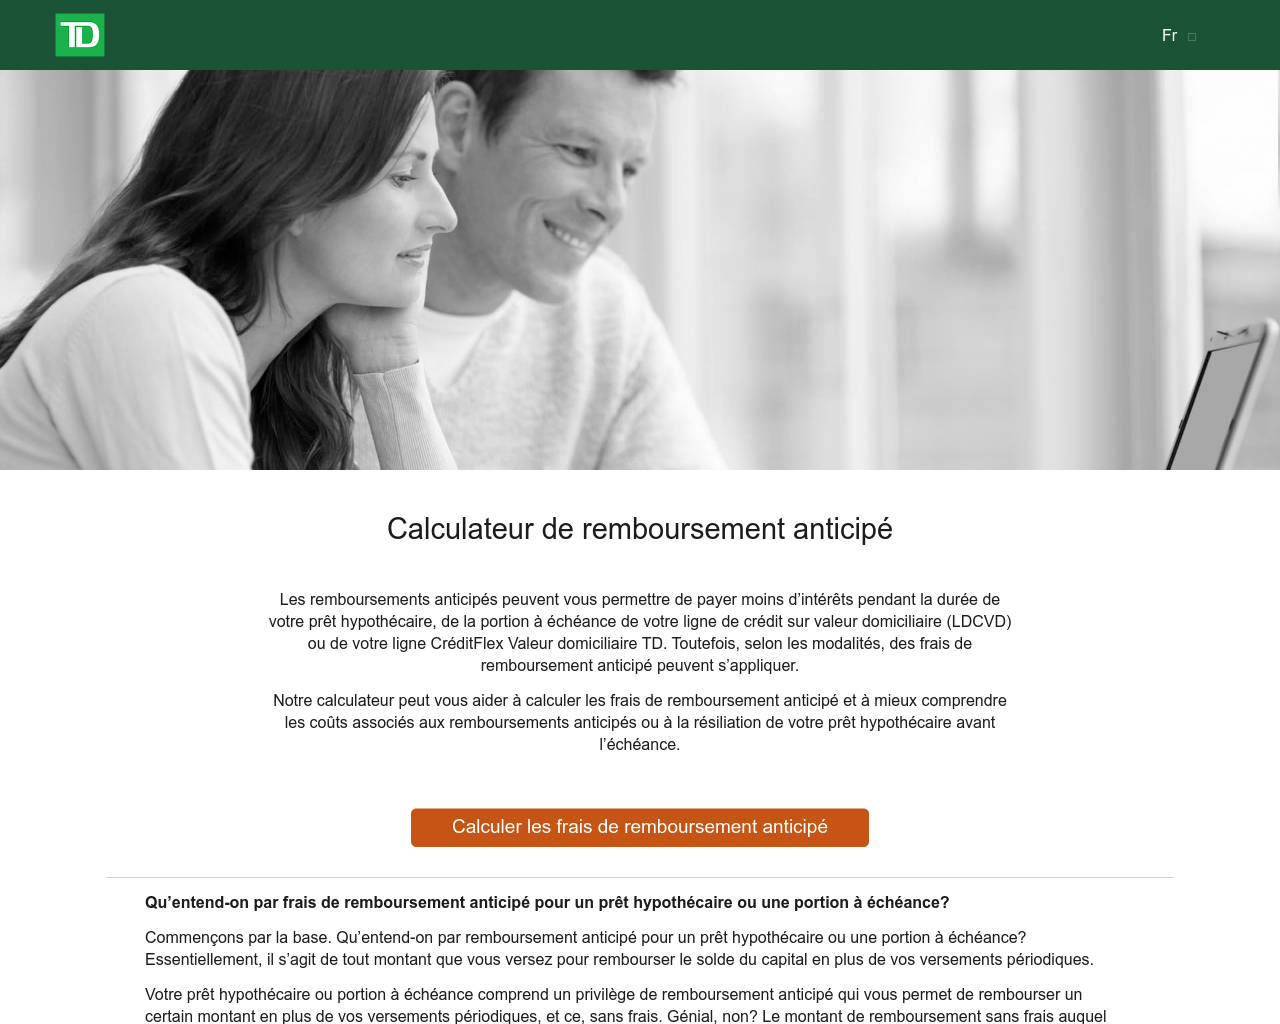 TD
Fr
Calculateur de remboursement anticipé
Les remboursements anticipés peuvent vous permettre de payer moins d’intérêts pendant la durée de
votre prêt hypothécaire, de la portion à échéance de votre ligne de crédit sur valeur domiciliaire (LDCVD)
ou de votre ligne CréditFlex Valeur domiciliaire TD. Toutefois, selon les modalités, des frais de
remboursement anticipé peuvent s’appliquer.
Notre calculateur peut vous aider à calculer les frais de remboursement anticipé et à mieux comprendre
les coûts associés aux remboursements anticipés ou à la résiliation de votre prêt hypothécaire avant
l’échéance.
Calculer les frais de remboursement anticipé
Qu’entend-on par frais de remboursement anticipé pour un prêt hypothécaire ou une portion à échéance?
Commençons par la base. Qu’entend-on par remboursement anticipé pour un prêt hypothécaire ou une portion à échéance?
Essentiellement, il s’agit de tout montant que vous versez pour rembourser le solde du capital en plus de vos versements périodiques.
Votre prêt hypothécaire ou portion à échéance comprend un privilège de remboursement anticipé qui vous permet de rembourser un
certain montant en plus de vos versements périodiques, et ce, sans frais. Génial, non? Le montant de remboursement sans frais auquel